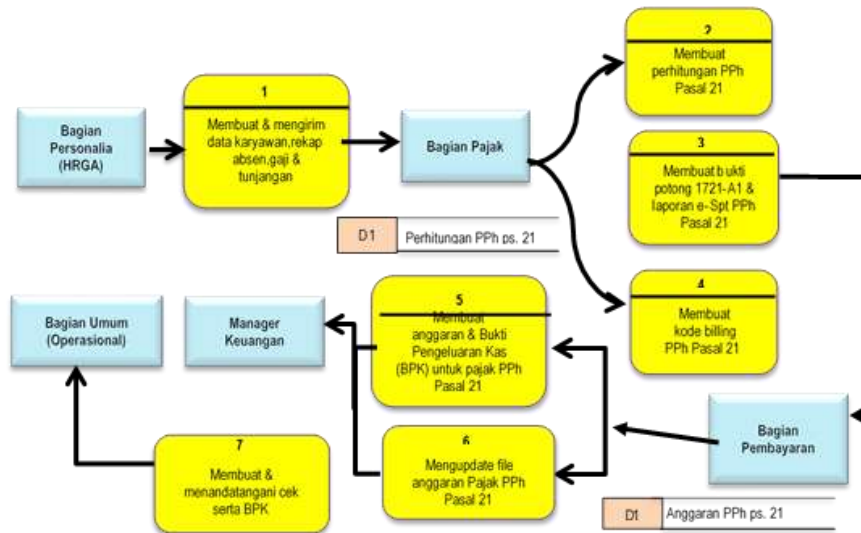 Bagian
Personalia
(HRGA)
1
Membuat & mengirim
data karyawan,rekap
absen,gaji &
tunjangan
Bagian Pajak
2
Membuat
perhitungan PPh
Pasal 21
3
Membuat bukti
potong 1721-A1 &
laporan e-Spt PPh
Pasal 21
4
Membuat
kode billing
PPh Pasal 21
D1
Perhitungan PPh ps. 21
Bagian Umum
(Operasional)
Manager
Keuangan
5
Membuat
anggaran & Bukti
Pengeluaran Kas
(BPK) untuk pajak PPh
Pasal 21
6
Mengupdate file
anggaran Pajak PPh
Pasal 21
7
Membuat &
menandatangani cek
serta BPK
Bagian
Pembayaran
D1
Anggaran PPh ps. 21